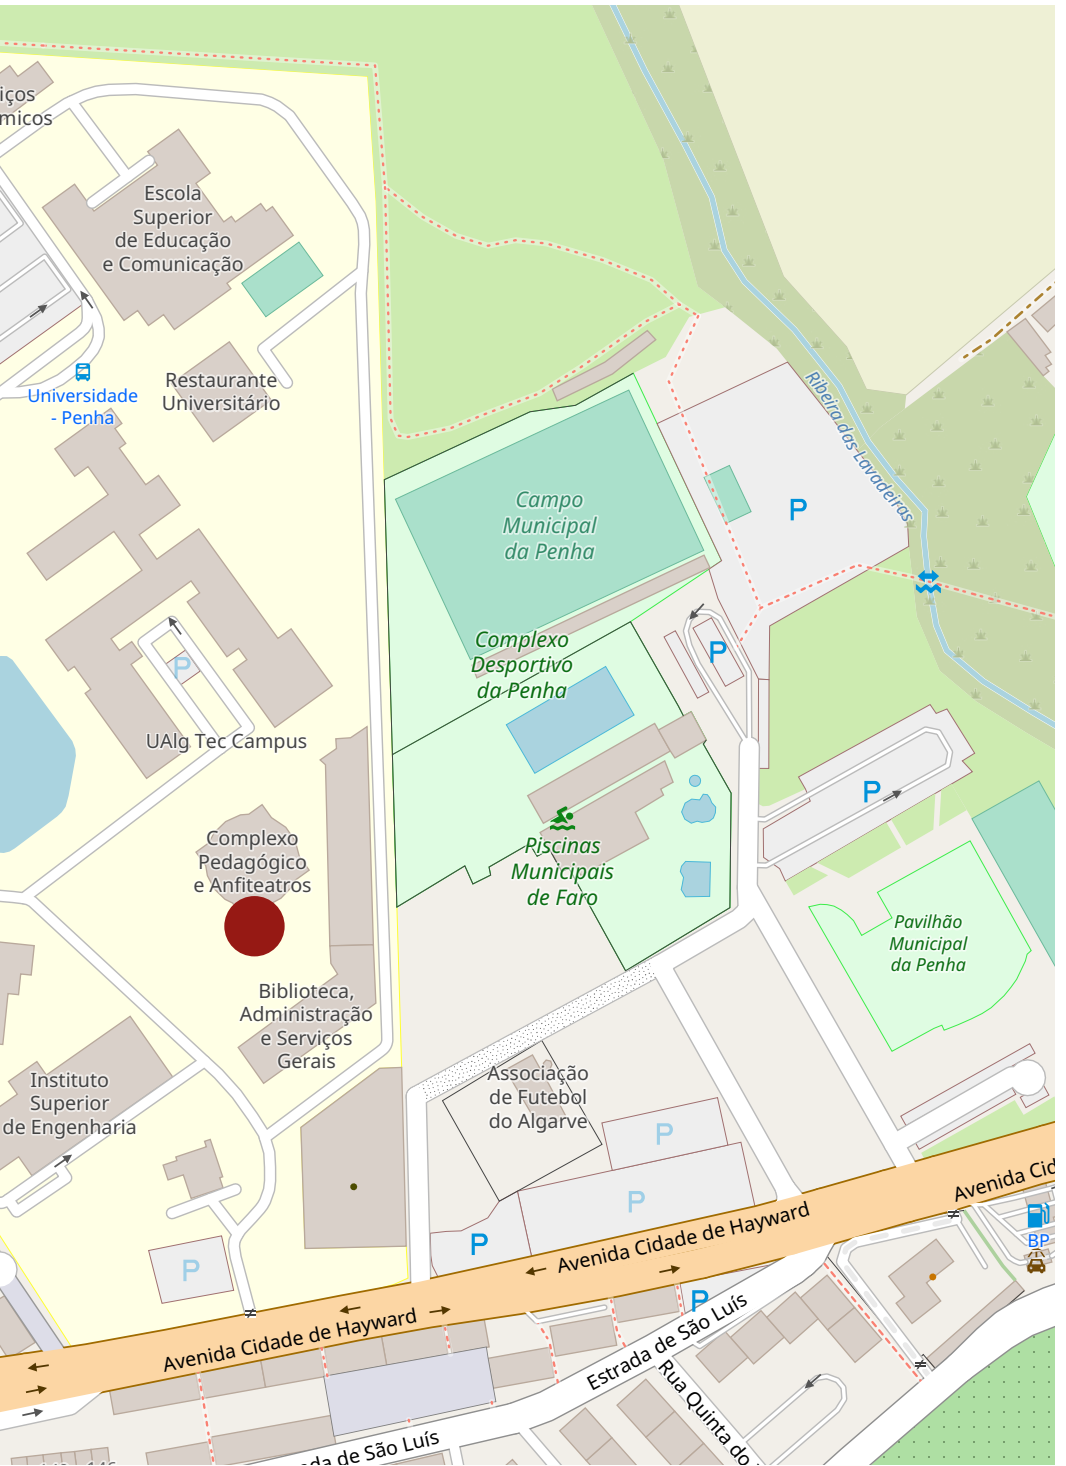 iços
micos
Escola
Superior
de Educação
e Comunicação
Restaurante
Universitário
Universidade
- Penha
Ribeira das Lavadeiras
Campo
Municipal
da Penha
P
P
Complexo
Desportivo
da Penha
P
UAlg Tec Campus
P
Complexo
Pedagógico
e Anfiteatros
Piscinas
Municipais
de Faro
Pavilhão
Municipal
da Penha
Biblioteca,
Administração
e Serviços
Gerais
Instituto
Superior
de Engenharia
Associação
de Futebol
do Algarve
P
P
P
P
P
Avenida Cid
BP
Avenida Cidade de Hayward
Avenida Cidade de Hayward
Estrada de São Luís
Rua Quinta do
da de São Luís